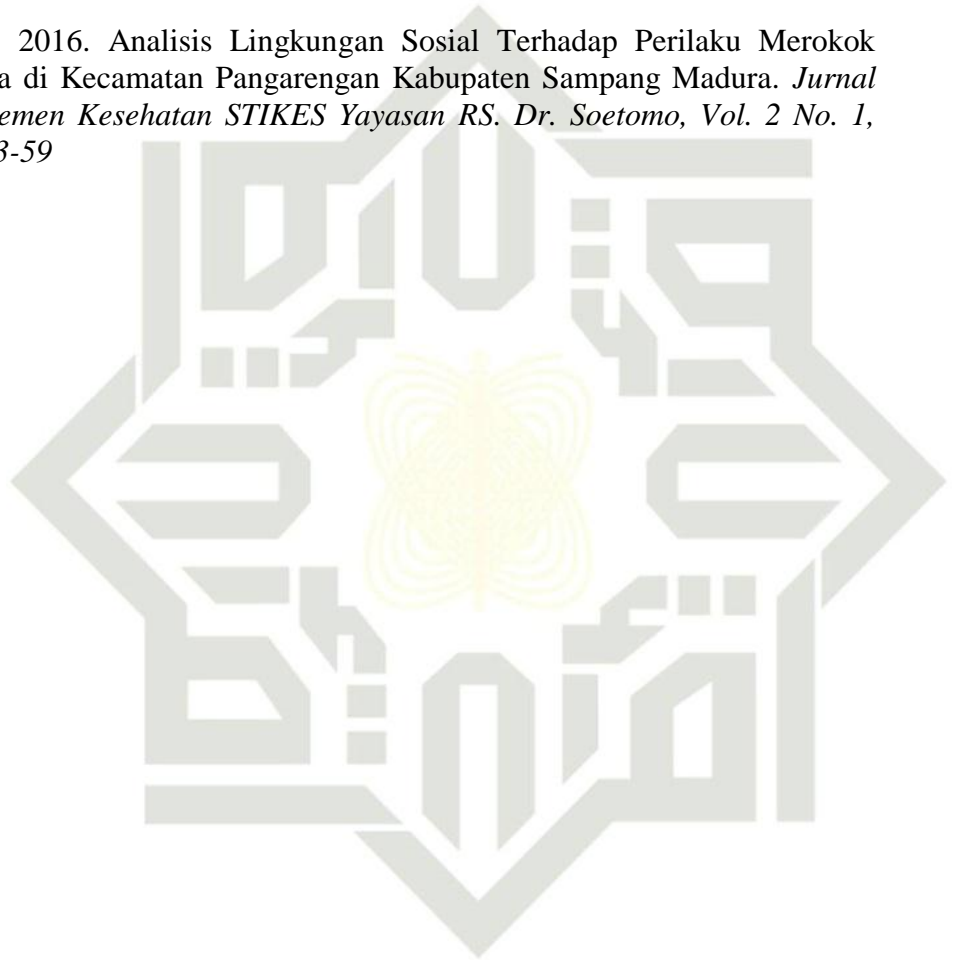 2016. Analisis Lingkungan Sosial Terhadap Perilaku Merokok
a di Kecamatan Pangarengan Kabupaten Sampang Madura. Jurnal
emen Kesehatan STIKES Yayasan RS. Dr. Soetomo, Vol. 2 No. 1,
3-59